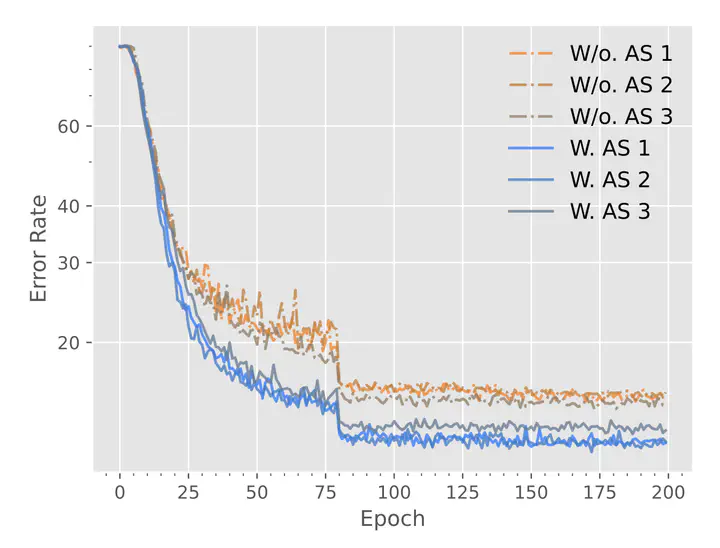 W/o. AS 1
W/o. AS 2
W/o. AS 3
W. AS 1
W. AS 2
W. AS 3
60
40
30
20
Error Rate
0 25 50 75 100 125 150 175 200
Epoch